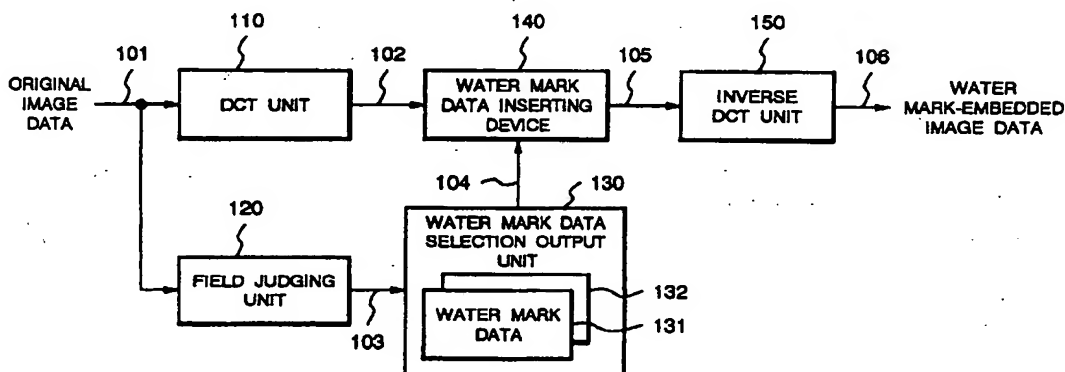 110
140
150
101
102
105
106
ORIGINAL
IMAGE
DATA
DCT UNIT
WATER MARK
DATA INSERTING
DEVICE
INVERSE
DCT UNIT
WATER
MARK-EMBEDDED
IMAGE DATA
104
130
120
WATER MARK DATA
SELECTION OUTPUT
UNIT
FIELD JUDGING
UNIT
103
132
WATER MARK
DATA
131